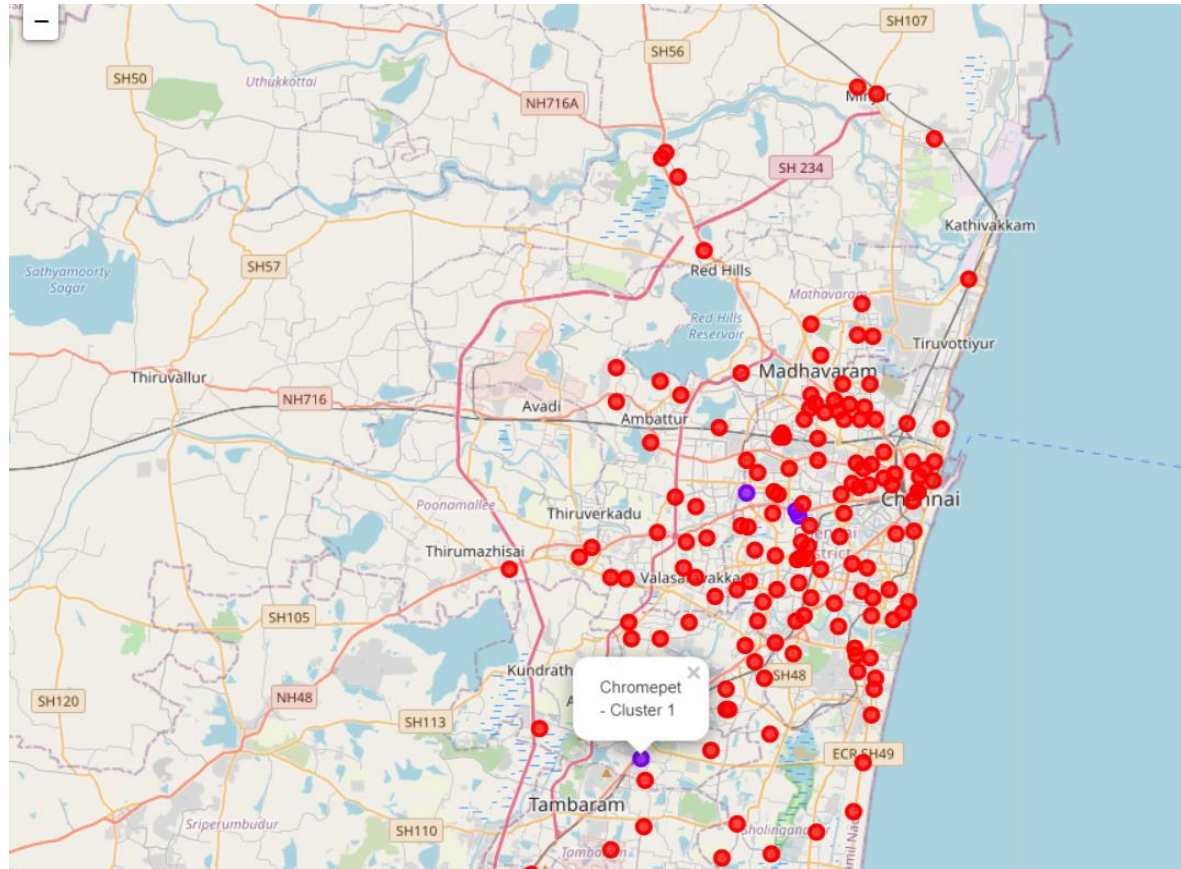 −
SH107
SH56
SH50
Uthukkottai
NH716A
SH 234
Kathivakkam
Sathyamoorty
Sagar
SH57
Red Hills
Mathavaram
Red Hills
Reservoir
Tiruvottiyur
Thiruvallur
Madhavaram
NH716
Avadi
Ambattur
Chennai
Poonamallee
Thiruverkadu
Thirumazhisai
SH105
Kundrath
×
Chromepet
- Cluster 1
SH48
SH120
NH48
SH113
ECR SH49
Tambaram
Sriperumbudur
SH110